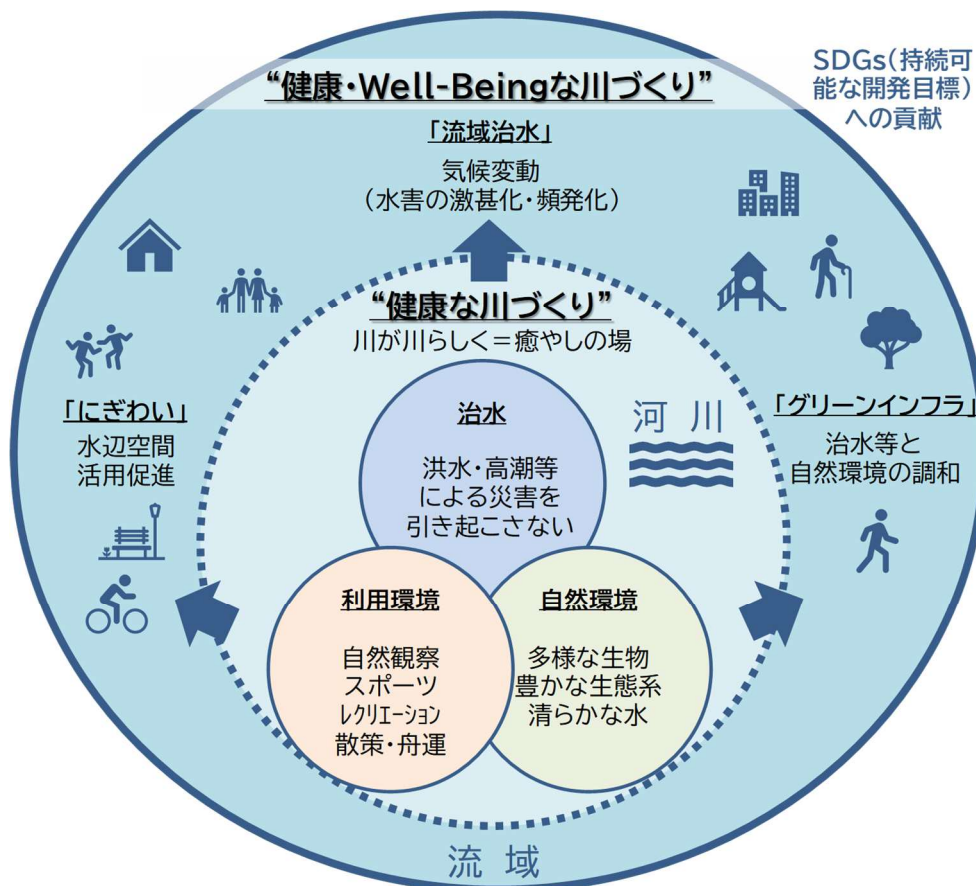 “健康・Well-Beingな川づくり”
SDGs(持続可
能な開発目標)
への貢献
「流域治水」
気候変動
(水害の激甚化・頻発化)
“健康な川づくり”
川が川らしく＝癒やしの場
「にぎわい」
水辺空間
活用促進
治水
洪水・高潮等
による災害を
引き起こさない
河 川
「グリーンインフラ」
治水等と
自然環境の調和
利用環境
自然観察
スポーツ
ﾚｸﾘｴｰｼｮﾝ
散策・舟運
自然環境
多様な生物
豊かな生態系
清らかな水
流 域